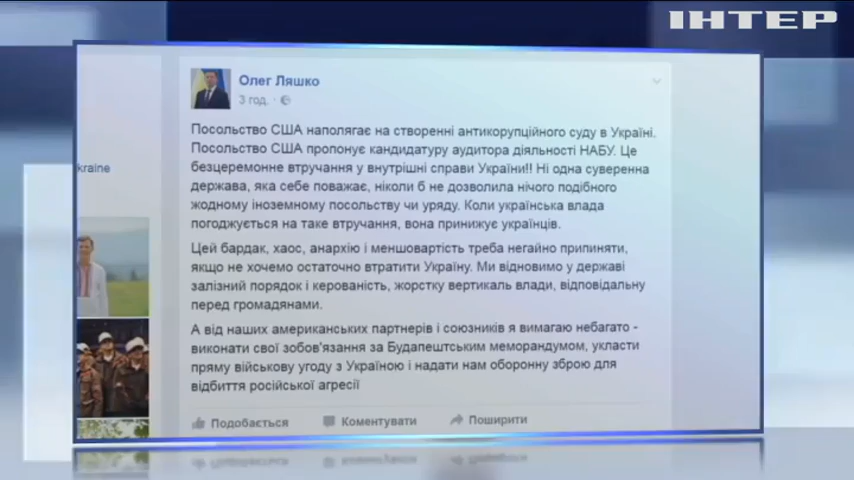 ІНТЕР
Олег Ляшко
3 год. ·
Посольство США наполягає на створенні антикорупційного суду в Україні.
Посольство США пропонує кандидатуру аудитора діяльності НАБУ. Це
безцеремонне втручання у внутрішні справи України!! Ні одна суверенна
держава, яка себе поважає, ніколи б не дозволила нічого подібного
жодному іноземному посольству чи уряду. Коли українська влада
погоджується на таке втручання, вона принижує українців.
Цей бардак, хаос, анархію і меншовартість треба негайно припиняти,
якщо не хочемо остаточно втратити Україну. Ми відновимо у державі
залізний порядок і керованість, жорстку вертикаль влади, відповідальну
перед громадянами.
А від наших американських партнерів і союзників я вимагаю небагато -
виконати свої зобов'язання за Будапештським меморандумом, укласти
пряму військову угоду з Україною і надати нам оборонну зброю для
відбиття російської агресії
Подобається Коментувати Поширити
kraine